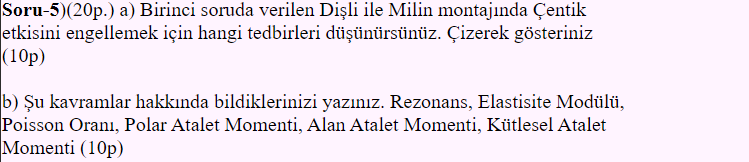 Soru-5)(20p.) a) Birinci soruda verilen Dişli ile Milin montajında Çentik
etkisini engellemek için hangi tedbirleri düşünürsünüz. Çizerek gösteriniz
(10p)
b) Şu kavramlar hakkında bildiklerinizi yazınız. Rezonans, Elastisite Modülü,
Poisson Oranı, Polar Atalet Momenti, Alan Atalet Momenti, Kütlesel Atalet
Momenti (10p)